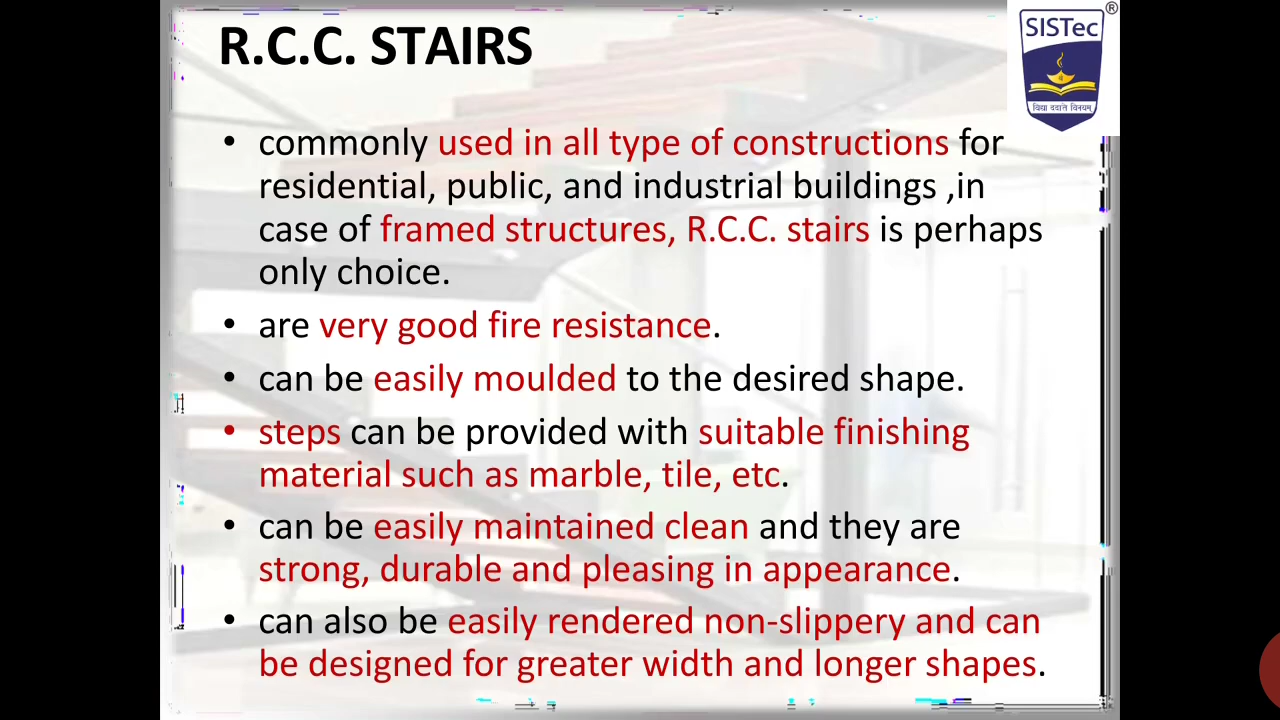 R.C.C. STAIRS
SISTec
®
विद्या ददाति विनयम्
• commonly used in all type of constructions for
residential, public, and industrial buildings ,in
case of framed structures, R.C.C. stairs is perhaps
only choice.
• are very good fire resistance.
• can be easily moulded to the desired shape.
• steps can be provided with suitable finishing
material such as marble, tile, etc.
• can be easily maintained clean and they are
strong, durable and pleasing in appearance.
• can also be easily rendered non-slippery and can
be designed for greater width and longer shapes.